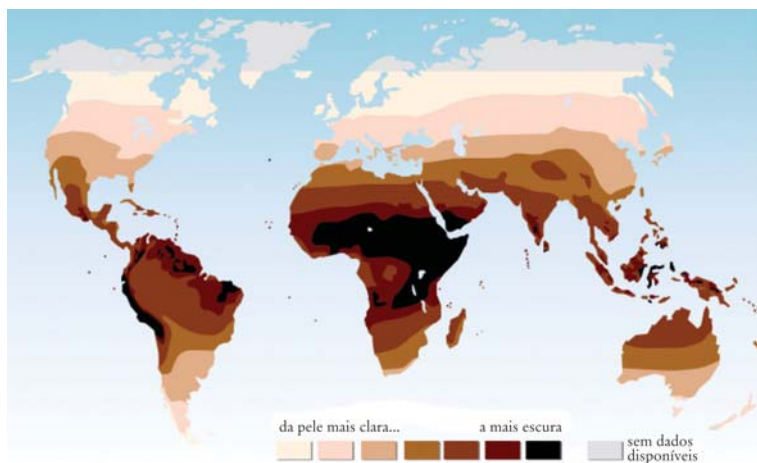 da pele mais clara... a mais escura
sem dados
disponíveis